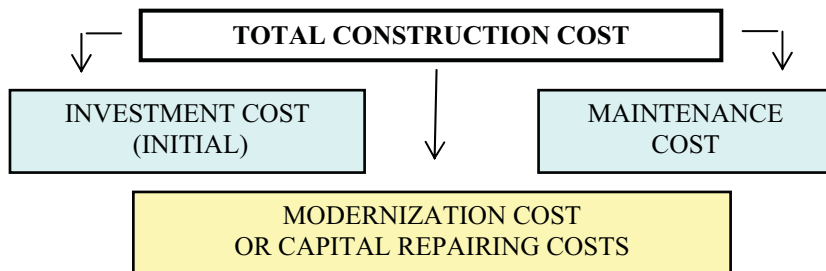 TOTAL CONSTRUCTION COST
INVESTMENT COST
(INITIAL)
MAINTENANCE
COST
MODERNIZATION COST
OR CAPITAL REPAIRING COSTS